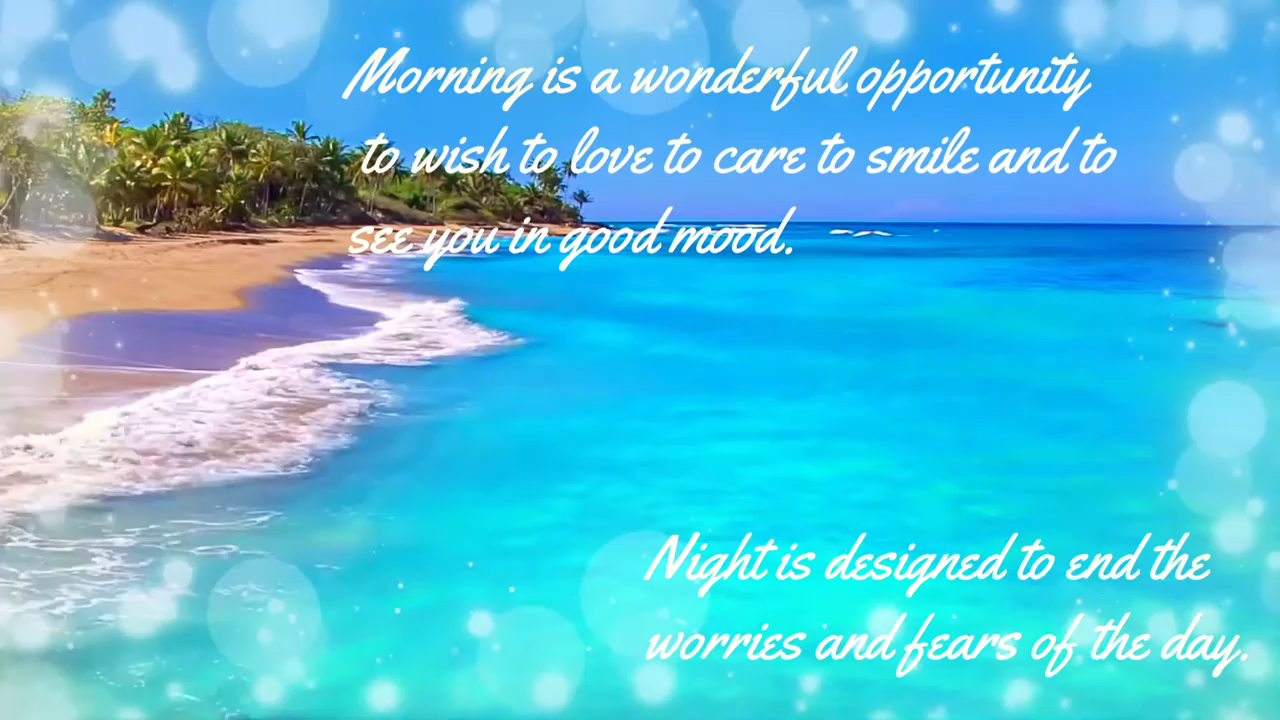 Morning is a wonderful opportunity
to wish to love to care to smile and to
see you in good mood.
Night is designed to end the
worries and fears of the day.